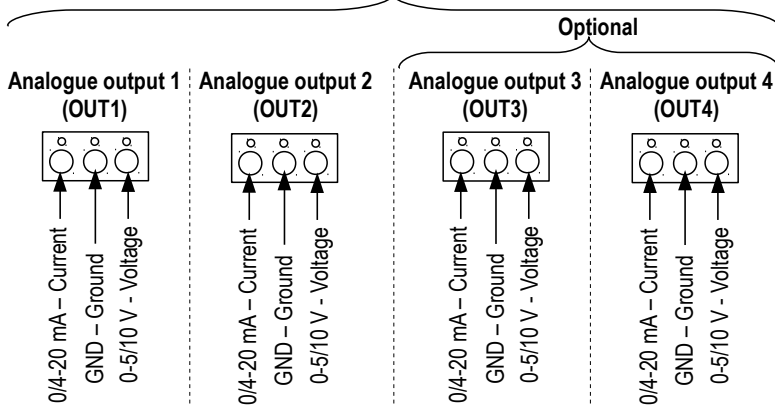 Optional
Analogue output 1
(OUT1)
Analogue output 2
(OUT2)
Analogue output 3
(OUT3)
Analogue output 4
(OUT4)
0/4-20 mA – Current
GND – Ground
0-5/10 V - Voltage
0/4-20 mA – Current
GND – Ground
0-5/10 V - Voltage
0/4-20 mA – Current
GND – Ground
0-5/10 V - Voltage
0/4-20 mA – Current
GND – Ground
0-5/10 V - Voltage